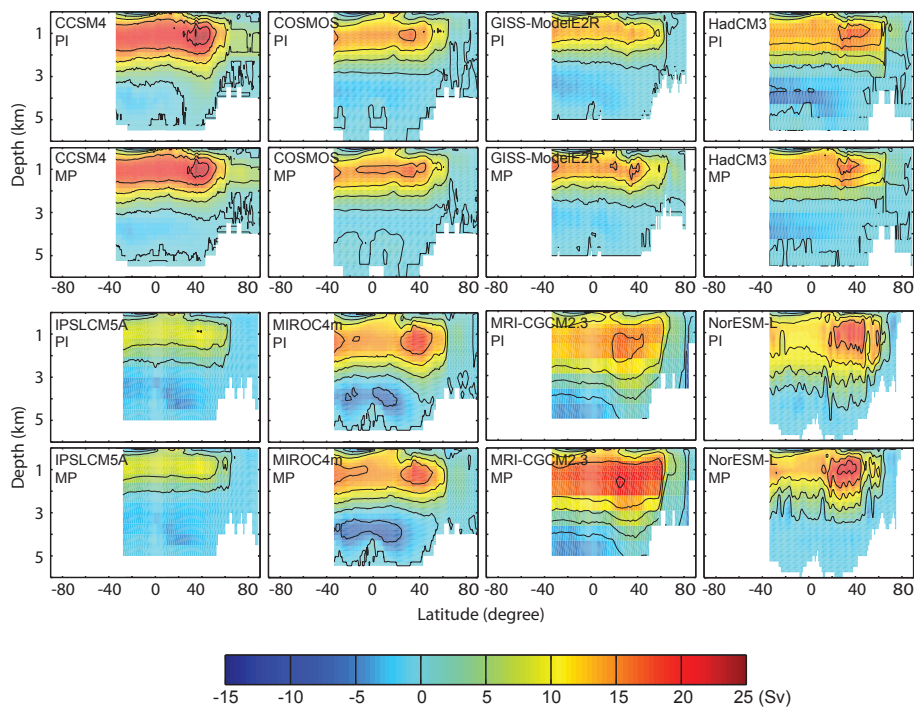 CCSM4 COSMOS GISS-ModelE2R HadCM3
PI PI PI PI
1
3
5
Depth (km)
CCSM4 COSMOS GISS-ModelE2R HadCM3
MP MP MP MP
1
3
5
-80 -40 0 40 80 -80 -40 0 40 80 -80 -40 0 40 80 -80 -40 0 40 80
IPSLCM5A MIROC4m MRI-CGCM2.3 NorESM-L
PI PI PI PI
1
3
5
Depth (km)
IPSLCM5A MIROC4m MRI-CGCM2.3 NorESM-L
MP MP MP MP
1
3
5
-80 -40 0 40 80 -80 -40 0 40 80 -80 -40 0 40 80 -80 -40 0 40 80
Latitude (degree)
-15 -10 -5 0 5 10 15 20 25 (Sv)